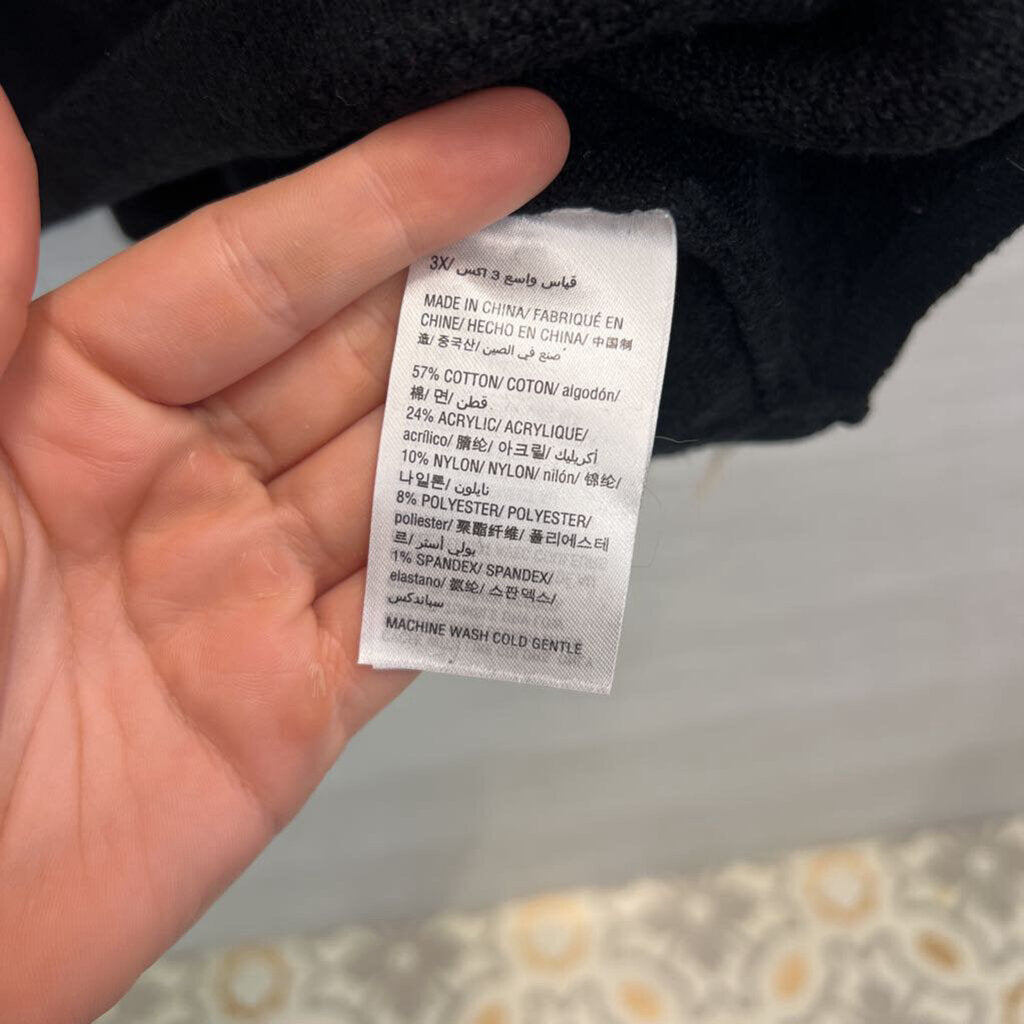 3X/ قياس واسع 3 اكس
MADE IN CHINA/ FABRIQUÉ EN
CHINE/ HECHO EN CHINA/ 中国制
造/ 중국산/ صنع في الصين
57% COTTON/ COTON/ algodón/
棉/ 면/ قطن
24% ACRYLIC/ ACRYLIQUE/
acrílico/ 腈纶/ 아크릴/ أكريليك
10% NYLON/ NYLON/ nilón/ 锦纶/
나일론/ نايلون
8% POLYESTER/ POLYESTER/
poliester/ 聚酯纤维/ 폴리에스테
르/ بولي أستر
1% SPANDEX/ SPANDEX/
elastano/ 氨纶/ 스판덱스/
سباندكس
MACHINE WASH COLD GENTLE